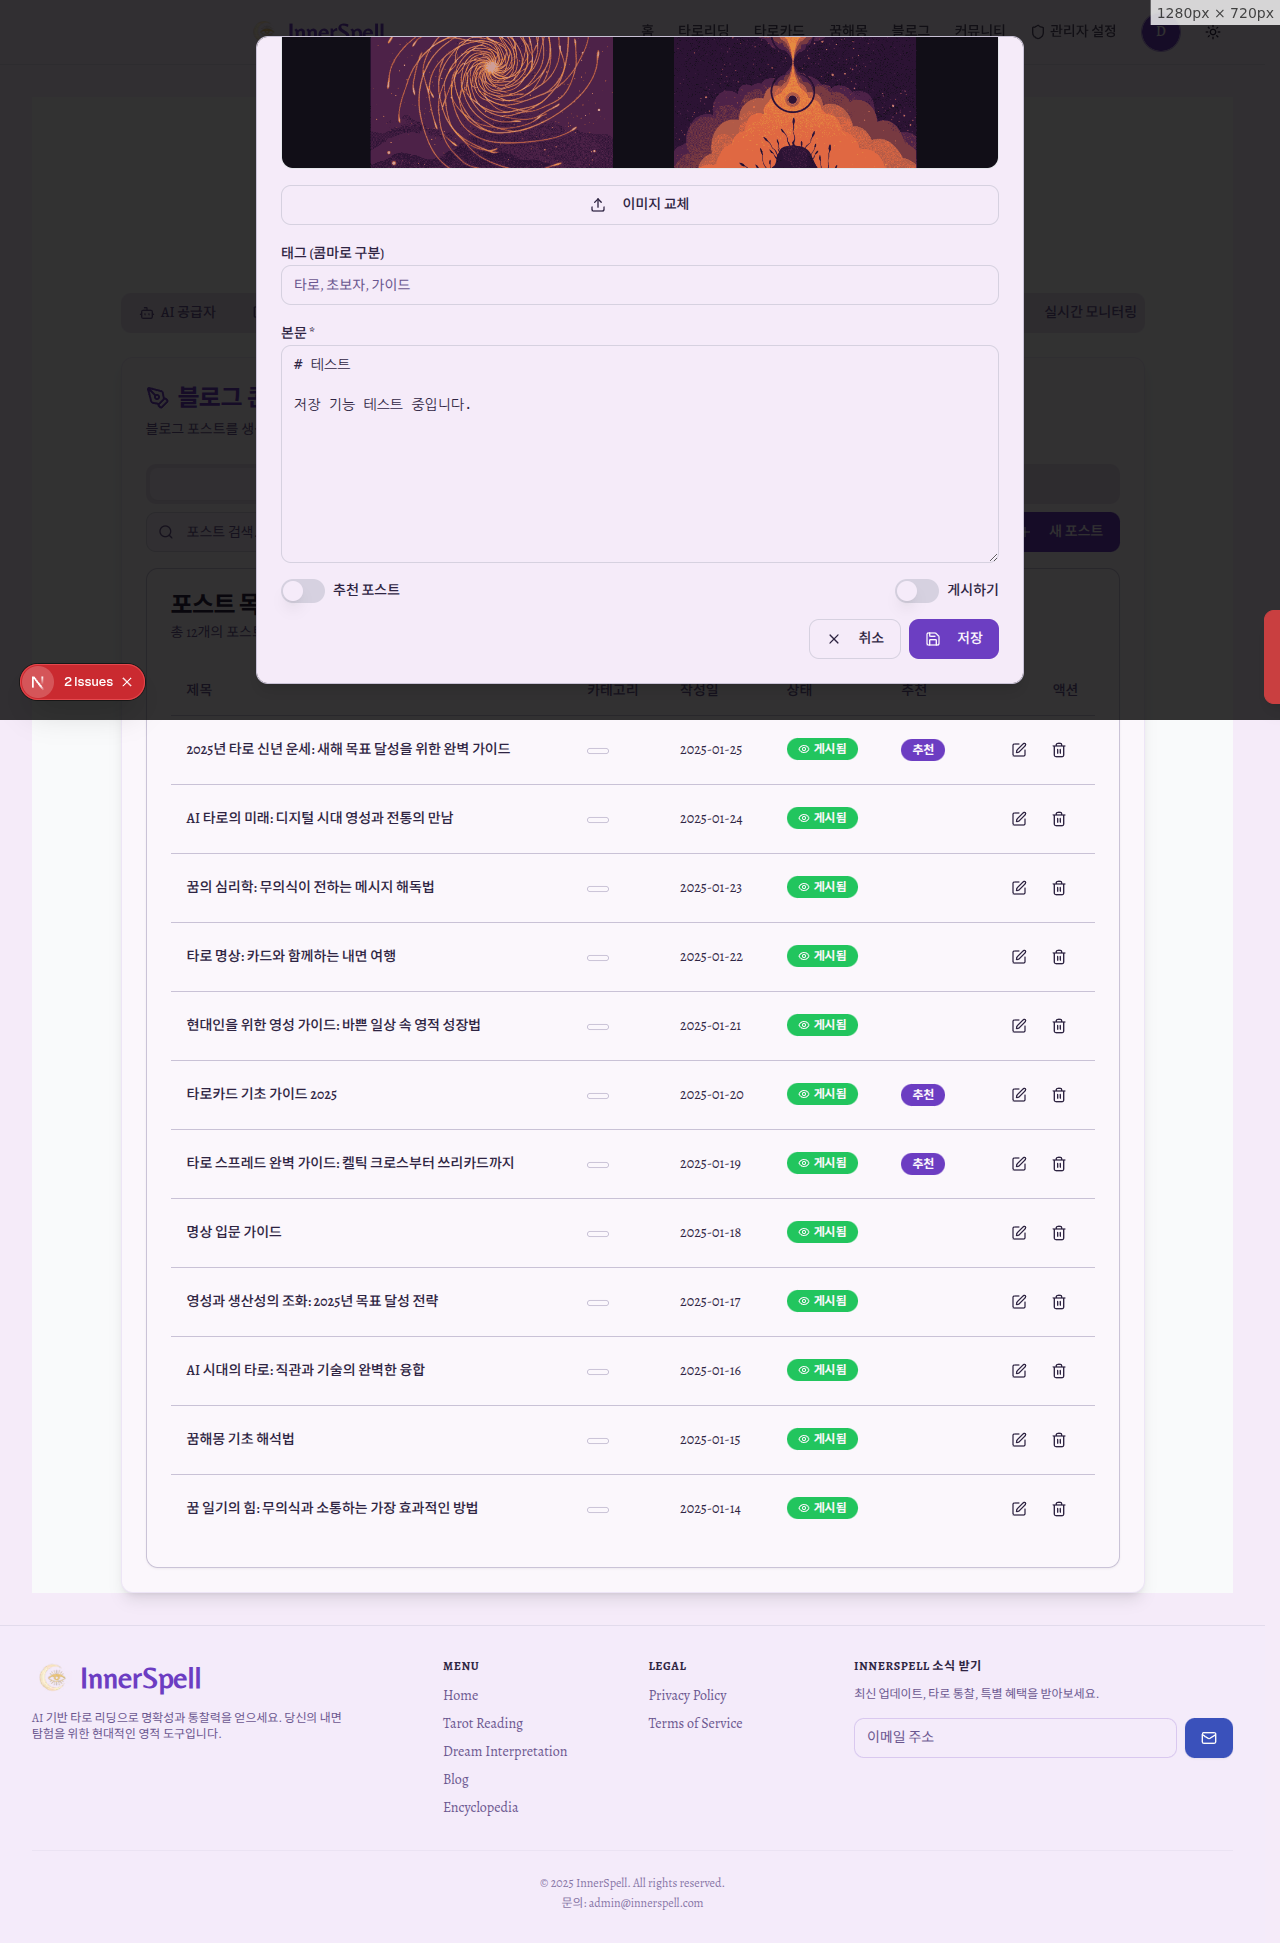 1280px × 720px
InnerSpell
홈 타로리딩 타로카드 꿈해몽 블로그 커뮤니티 관리자 설정 D
이미지 교체
태그 (콤마로 구분)
타로, 초보자, 가이드
본문 *
# 테스트
저장 기능 테스트 중입니다.
추천 포스트 게시하기
취소 저장
AI 공급자 실시간 모니터링
블로그
블로그 포스트를
포스트 검색
새 포스트
포스트
총 12개의
2 Issues
제목 카테고리 작성일 상태 추천 액션
2025년 타로 신년 운세: 새해 목표 달성을 위한 완벽 가이드 2025-01-25 게시됨 추천
AI 타로의 미래: 디지털 시대 영성과 전통의 만남 2025-01-24 게시됨
꿈의 심리학: 무의식이 전하는 메시지 해독법 2025-01-23 게시됨
타로 명상: 카드와 함께하는 내면 여행 2025-01-22 게시됨
현대인을 위한 영성 가이드: 바쁜 일상 속 영적 성장법 2025-01-21 게시됨
타로카드 기초 가이드 2025 2025-01-20 게시됨 추천
타로 스프레드 완벽 가이드: 켈틱 크로스부터 쓰리카드까지 2025-01-19 게시됨 추천
명상 입문 가이드 2025-01-18 게시됨
영성과 생산성의 조화: 2025년 목표 달성 전략 2025-01-17 게시됨
AI 시대의 타로: 직관과 기술의 완벽한 융합 2025-01-16 게시됨
꿈해몽 기초 해석법 2025-01-15 게시됨
꿈 일기의 힘: 무의식과 소통하는 가장 효과적인 방법 2025-01-14 게시됨
InnerSpell
AI 기반 타로 리딩으로 명확성과 통찰력을 얻으세요. 당신의 내면
탐험을 위한 현대적인 영적 도구입니다.
MENU
Home
Tarot Reading
Dream Interpretation
Blog
Encyclopedia
LEGAL
Privacy Policy
Terms of Service
INNERSPELL 소식 받기
최신 업데이트, 타로 통찰, 특별 혜택을 받아보세요.
이메일 주소
© 2025 InnerSpell. All rights reserved.
문의: admin@innerspell.com